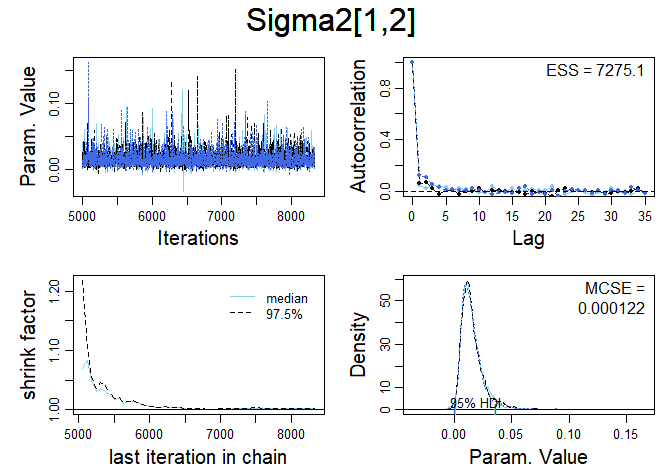 Sigma2[1,2]
Param. Value
0.00
0.10
5000 6000 7000 8000
Iterations
Autocorrelation
0.0
0.4
0.8
ESS = 7275.1
0 5 10 15 20 25 30 35
Lag
shrink factor
1.00
1.10
1.20
median
97.5%
5000 6000 7000 8000
last iteration in chain
Density
0
10
30
50
MCSE =
0.000122
95% HDI
0.00 0.05 0.10 0.15
Param. Value